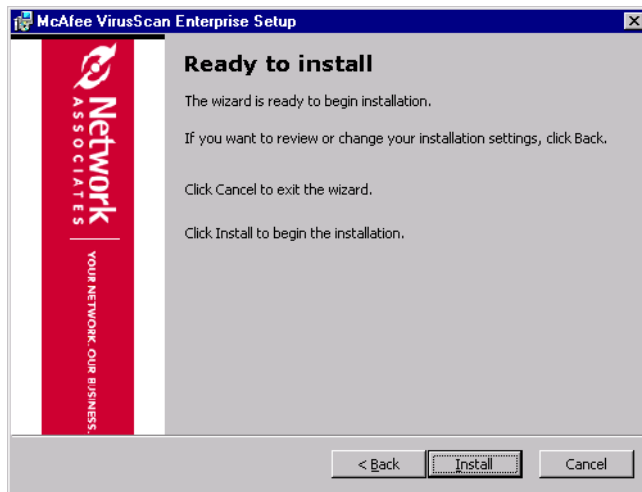 McAfee VirusScan Enterprise Setup
Network
ASSOCIATES
YOUR NETWORK. OUR BUSINESS.
Ready to install
The wizard is ready to begin installation.
If you want to review or change your installation settings, click Back.
Click Cancel to exit the wizard.
Click Install to begin the installation.
< Back
Install
Cancel